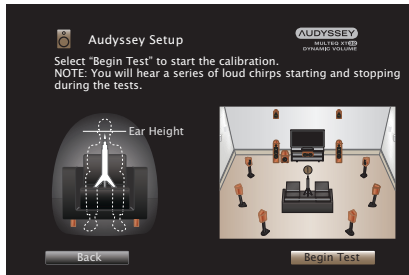 Audyssey Setup
AUDYSSEY
MULTEQ XT32
DYNAMIC VOLUME
Select “Begin Test” to start the calibration.
NOTE: You will hear a series of loud chirps starting and stopping
during the tests.
Ear Height
Back
Begin Test